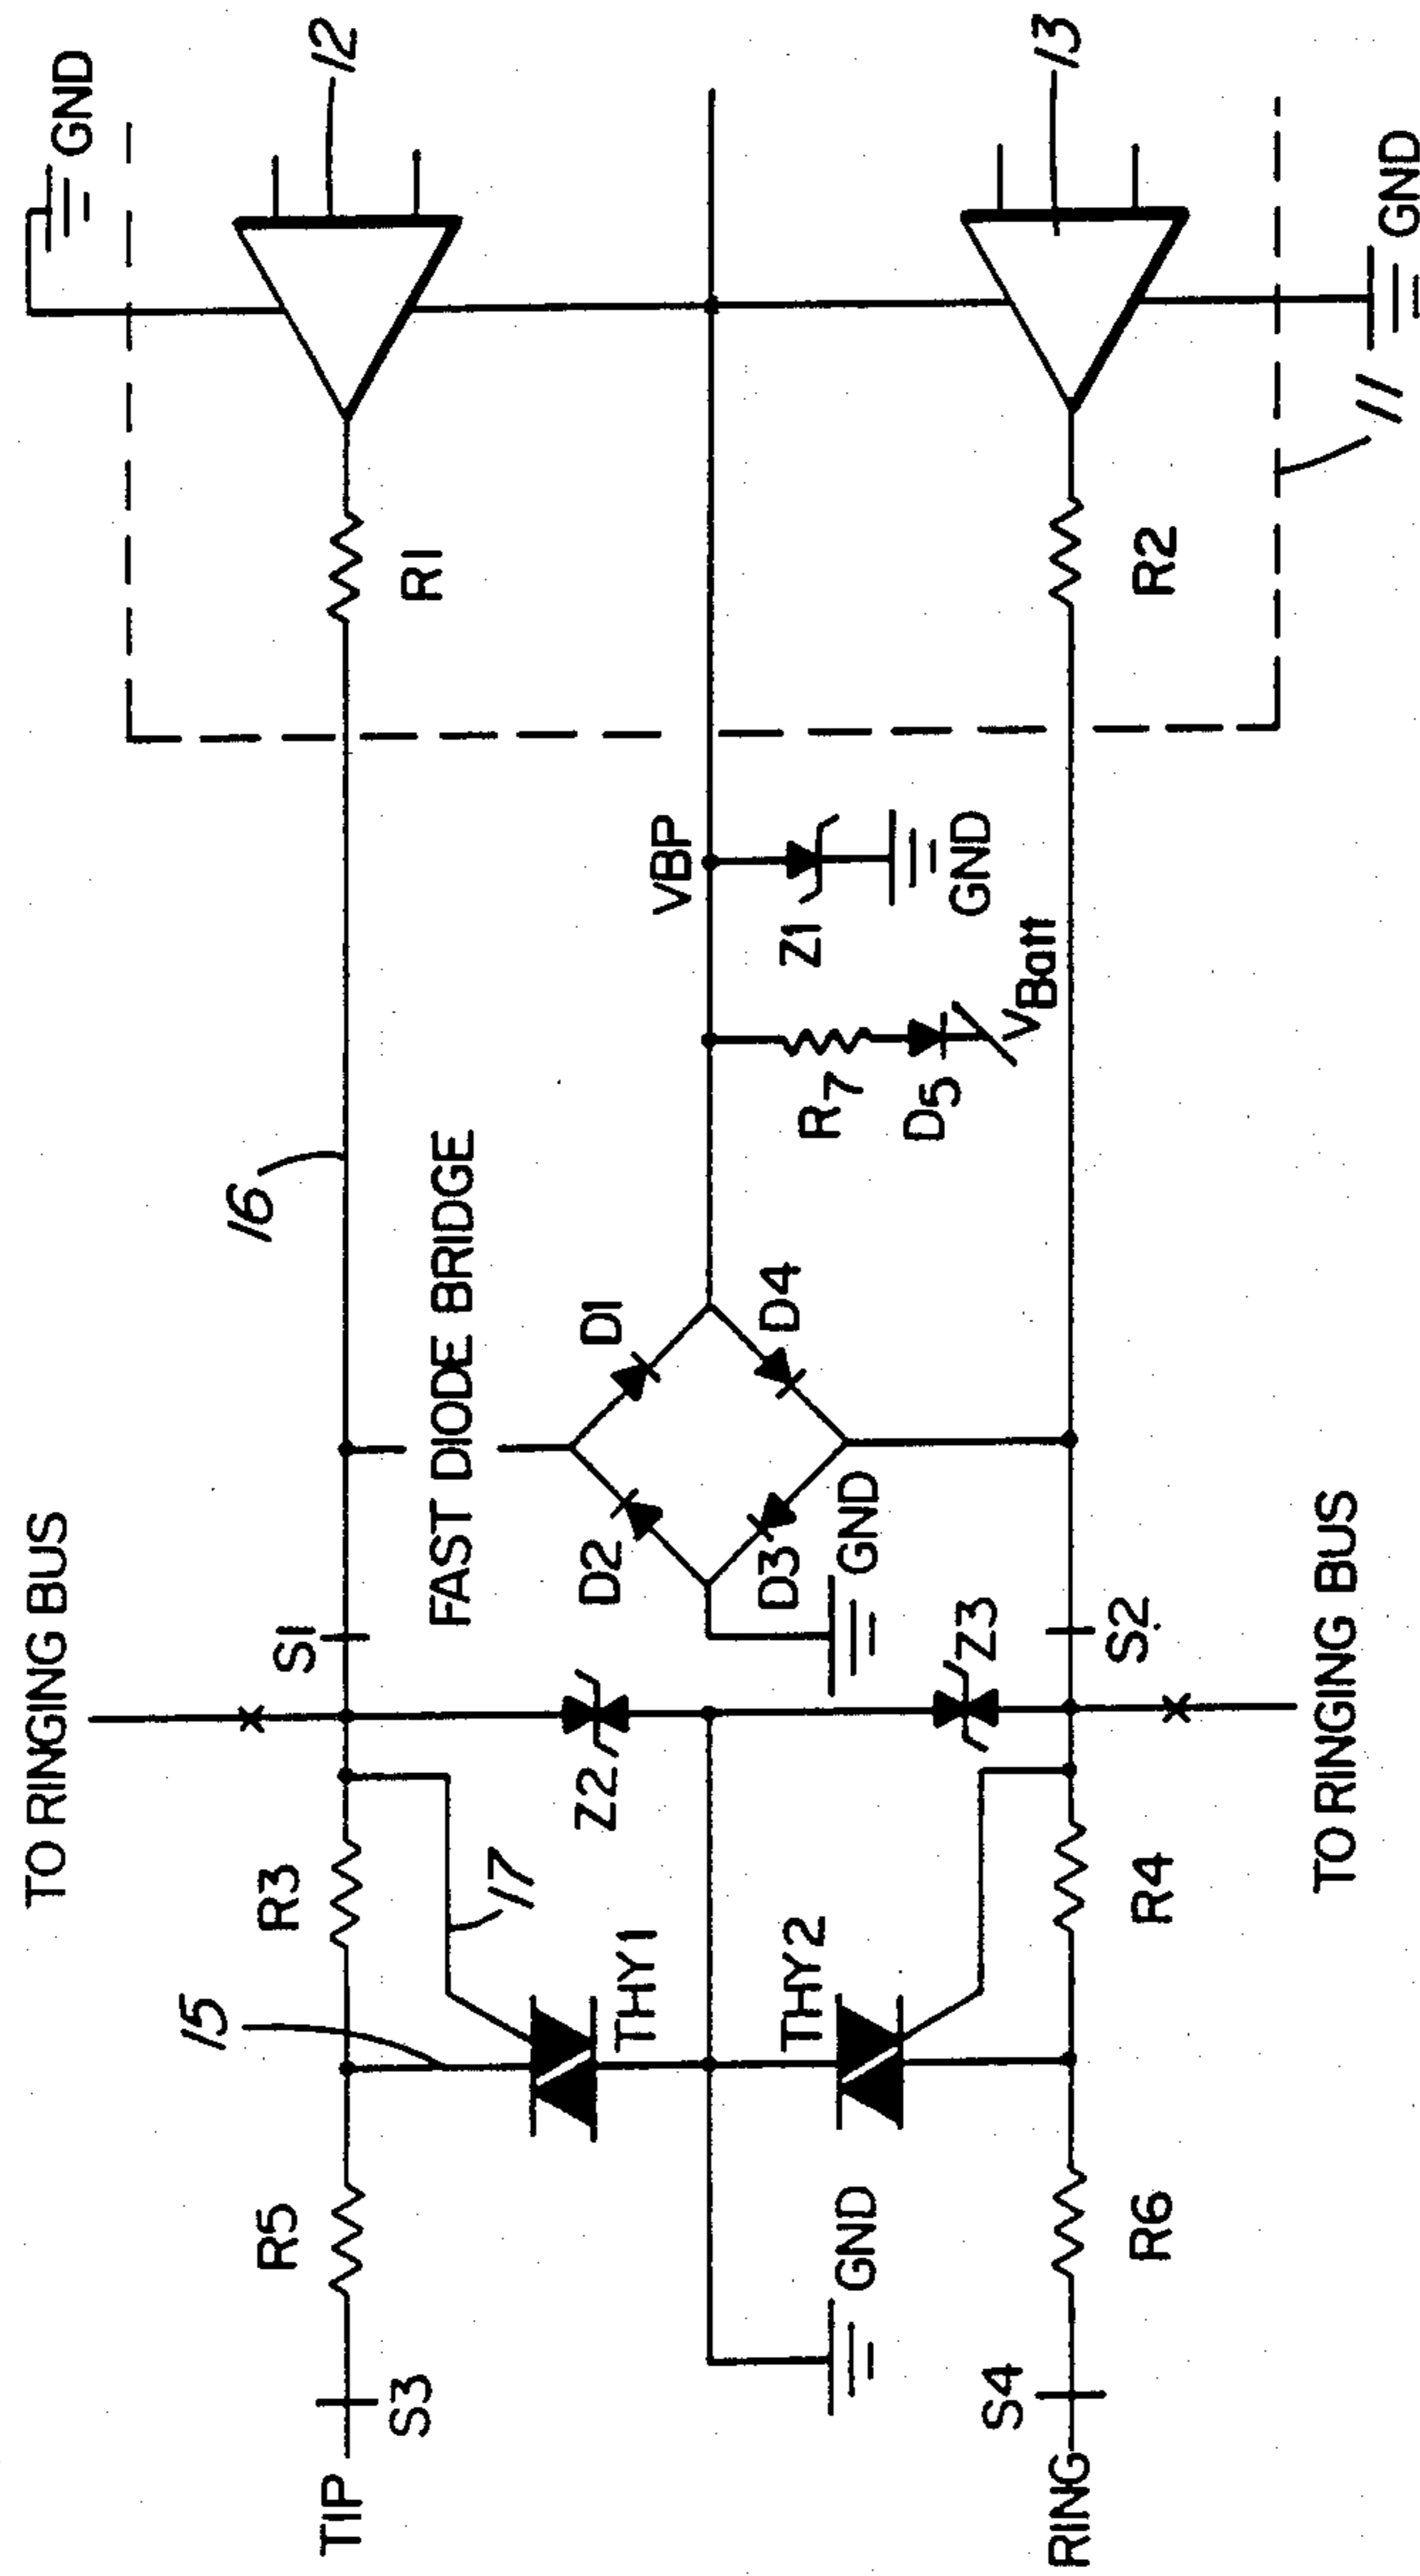 TO RINGING BUS
GND
12
16
S1
R3
15
R5
TIP
S3
R1
FAST DIODE BRIDGE
17
D1
D2
Z2
THY1
VBP
Z1
GND
R7
D5
VBatt
D4
D3
GND
THY2
GND
Z3
S4
RING
13
R2
S2
R4
R6
11
GND
TO RINGING BUS